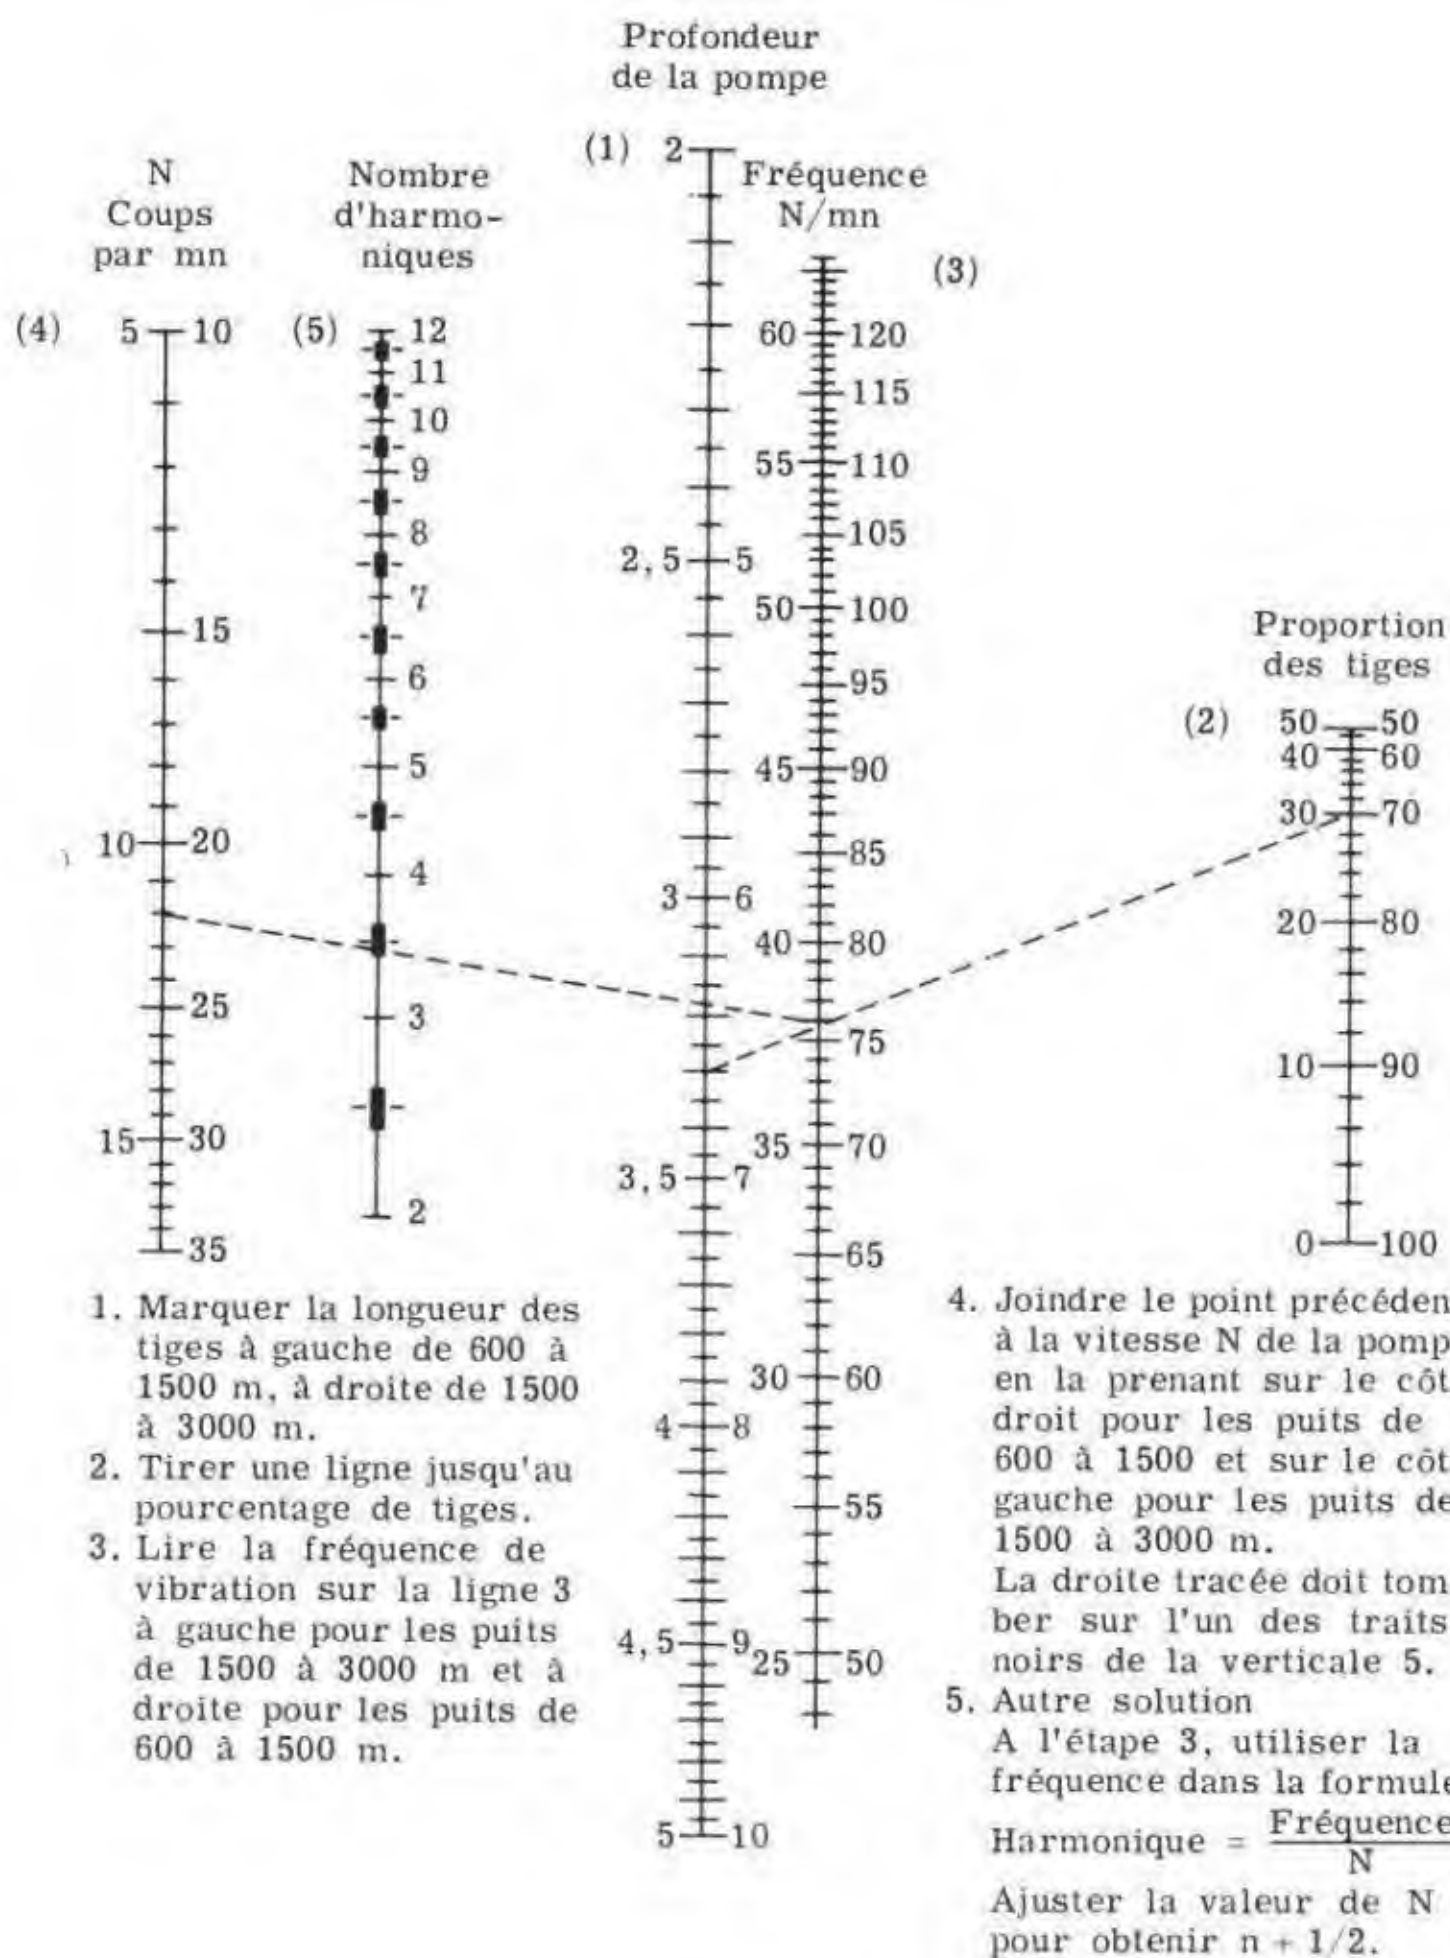 Profondeur
de la pompe
N
Coups
par mn
Nombre
d'harmo-
niques
(1)
Fréquence
N/mn
(3)
(4)
5 10
15
10 20
25
15 30
35
(5)
12
11
10
9
8
7
6
5
4
3
2
2
2,5 5
3 6
3,5 7
4 8
4,5 9
5 10
60 120
115
55 110
105
50 100
95
45 90
85
40 80
75
35 70
65
30 60
55
25 50
Proportion
des tiges
(2)
50 50
40 60
30 70
20 80
10 90
0 100
1. Marquer la longueur des
tiges à gauche de 600 à
1500 m, à droite de 1500
à 3000 m.
2. Tirer une ligne jusqu'au
pourcentage de tiges.
3. Lire la fréquence de
vibration sur la ligne 3
à gauche pour les puits
de 1500 à 3000 m et à
droite pour les puits de
600 à 1500 m.
4. Joindre le point précéden
à la vitesse N de la pomp
en la prenant sur le côt
droit pour les puits de
600 à 1500 et sur le côt
gauche pour les puits de
1500 à 3000 m.
La droite tracée doit tom
ber sur l'un des traits
noirs de la verticale 5.
5. Autre solution
A l'étape 3, utiliser la
fréquence dans la formule
Harmonique = Fréquence
N
Ajuster la valeur de N
pour obtenir n + 1/2.